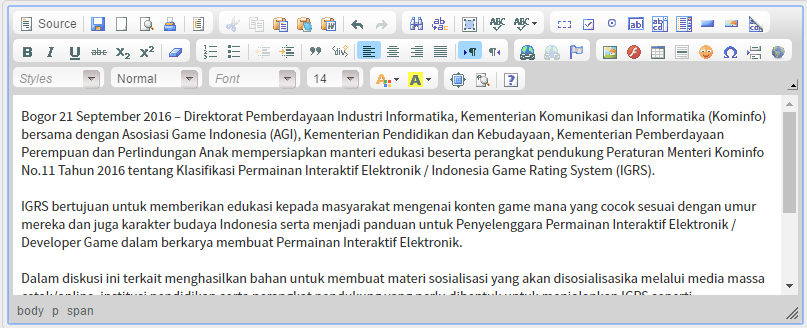 Source
ABC ABC
B I U abc x₂ x²
Styles Normal Font 14 A A
Bogor 21 September 2016 – Direktorat Pemberdayaan Industri Informatika, Kementerian Komunikasi dan Informatika (Kominfo)
bersama dengan Asosiasi Game Indonesia (AGI), Kementerian Pendidikan dan Kebudayaan, Kementerian Pemberdayaan
Perempuan dan Perlindungan Anak mempersiapkan manteri edukasi beserta perangkat pendukung Peraturan Menteri Kominfo
No.11 Tahun 2016 tentang Klasifikasi Permainan Interaktif Elektronik / Indonesia Game Rating System (IGRS).
IGRS bertujuan untuk memberikan edukasi kepada masyarakat mengenai konten game mana yang cocok sesuai dengan umur
mereka dan juga karakter budaya Indonesia serta menjadi panduan untuk Penyelenggara Permainan Interaktif Elektronik /
Developer Game dalam berkarya membuat Permainan Interaktif Elektronik.
Dalam diskusi ini terkait menghasilkan bahan untuk membuat materi sosialisasi yang akan disosialisasika melalui media massa
body p span